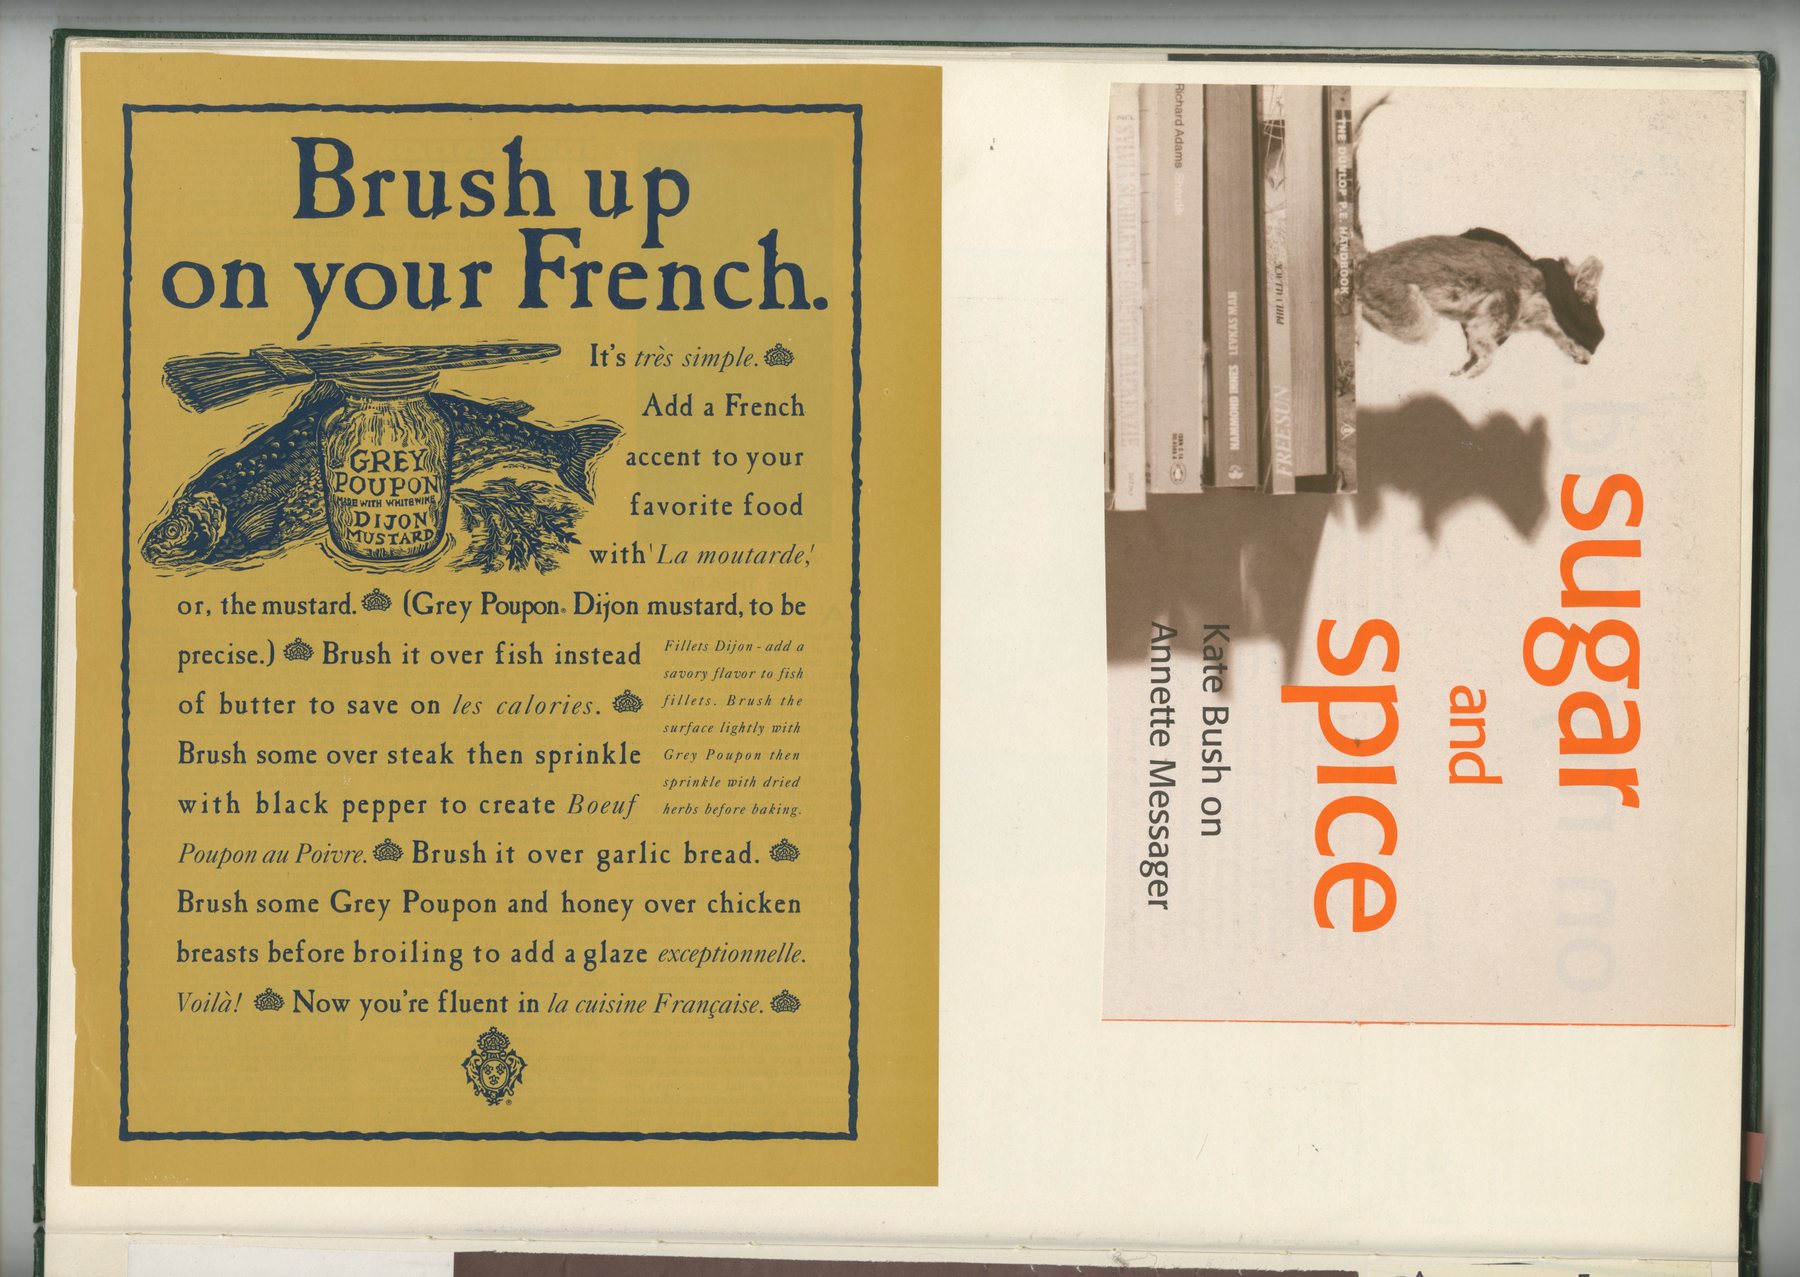 Brush up
on your French.
It's très simple.
Add a French
accent to your
favorite food
with 'La moutarde,'
or, the mustard. (Grey Poupon® Dijon mustard, to be
precise.) Brush it over fish instead
of butter to save on les calories.
Brush some over steak then sprinkle
with black pepper to create Boeuf
Poupon au Poivre. Brush it over garlic bread.
Brush some Grey Poupon and honey over chicken
breasts before broiling to add a glaze exceptionnelle.
Voilà! Now you're fluent in la cuisine Française.
Fillets Dijon - add a
savory flavor to fish
fillets. Brush the
surface lightly with
Grey Poupon then
sprinkle with dried
herbs before baking.
GREY
POUPON
MADE WITH WHITE WINE
DIJON
MUSTARD
®
sugar
and
spice
Kate Bush on
Annette Messager
THE DUNLOP P.E. HANDBOOK
PHIL VALLACK
FREESUN
HAMMOND INNES LEVKAS MAN
Richard Adams Shardik